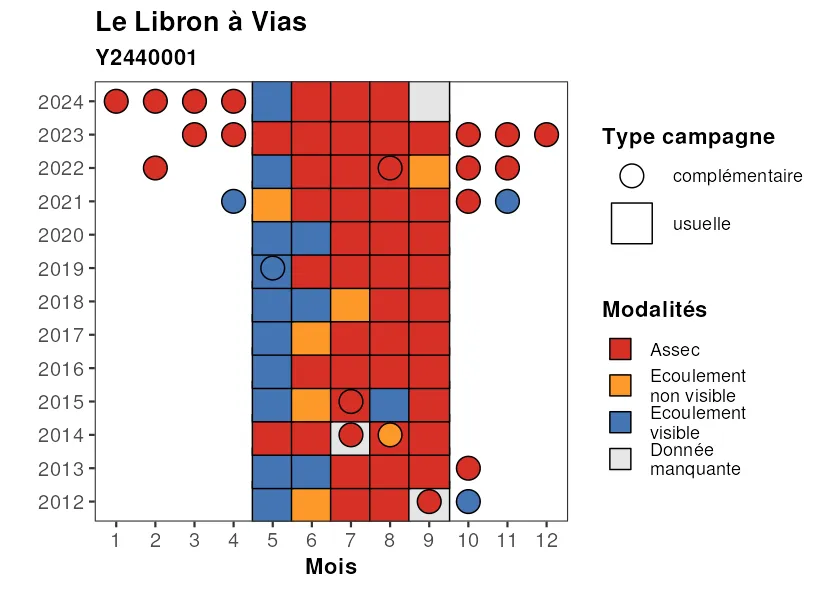 Le Libron à Vias
Y2440001
2024
2023
2022
2021
2020
2019
2018
2017
2016
2015
2014
2013
2012
1 2 3 4 5 6 7 8 9 10 11 12
Mois
Type campagne
complémentaire
usuelle
Modalités
Assec
Ecoulement
non visible
Ecoulement
visible
Donnée
manquante